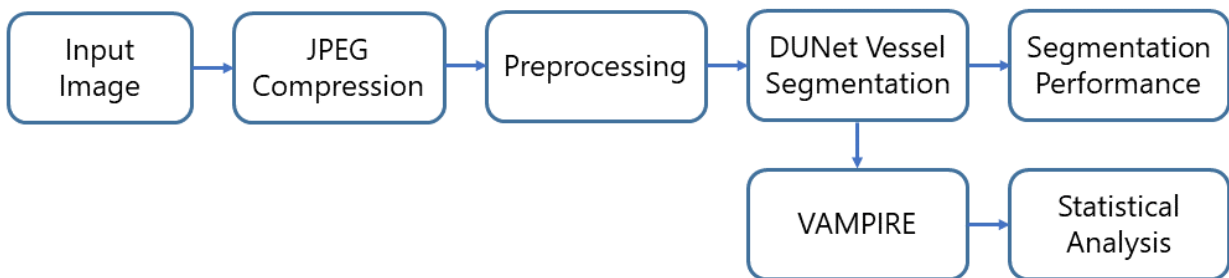 Input
Image
JPEG
Compression
Preprocessing
DUNet Vessel
Segmentation
Segmentation
Performance
VAMPIRE
Statistical
Analysis